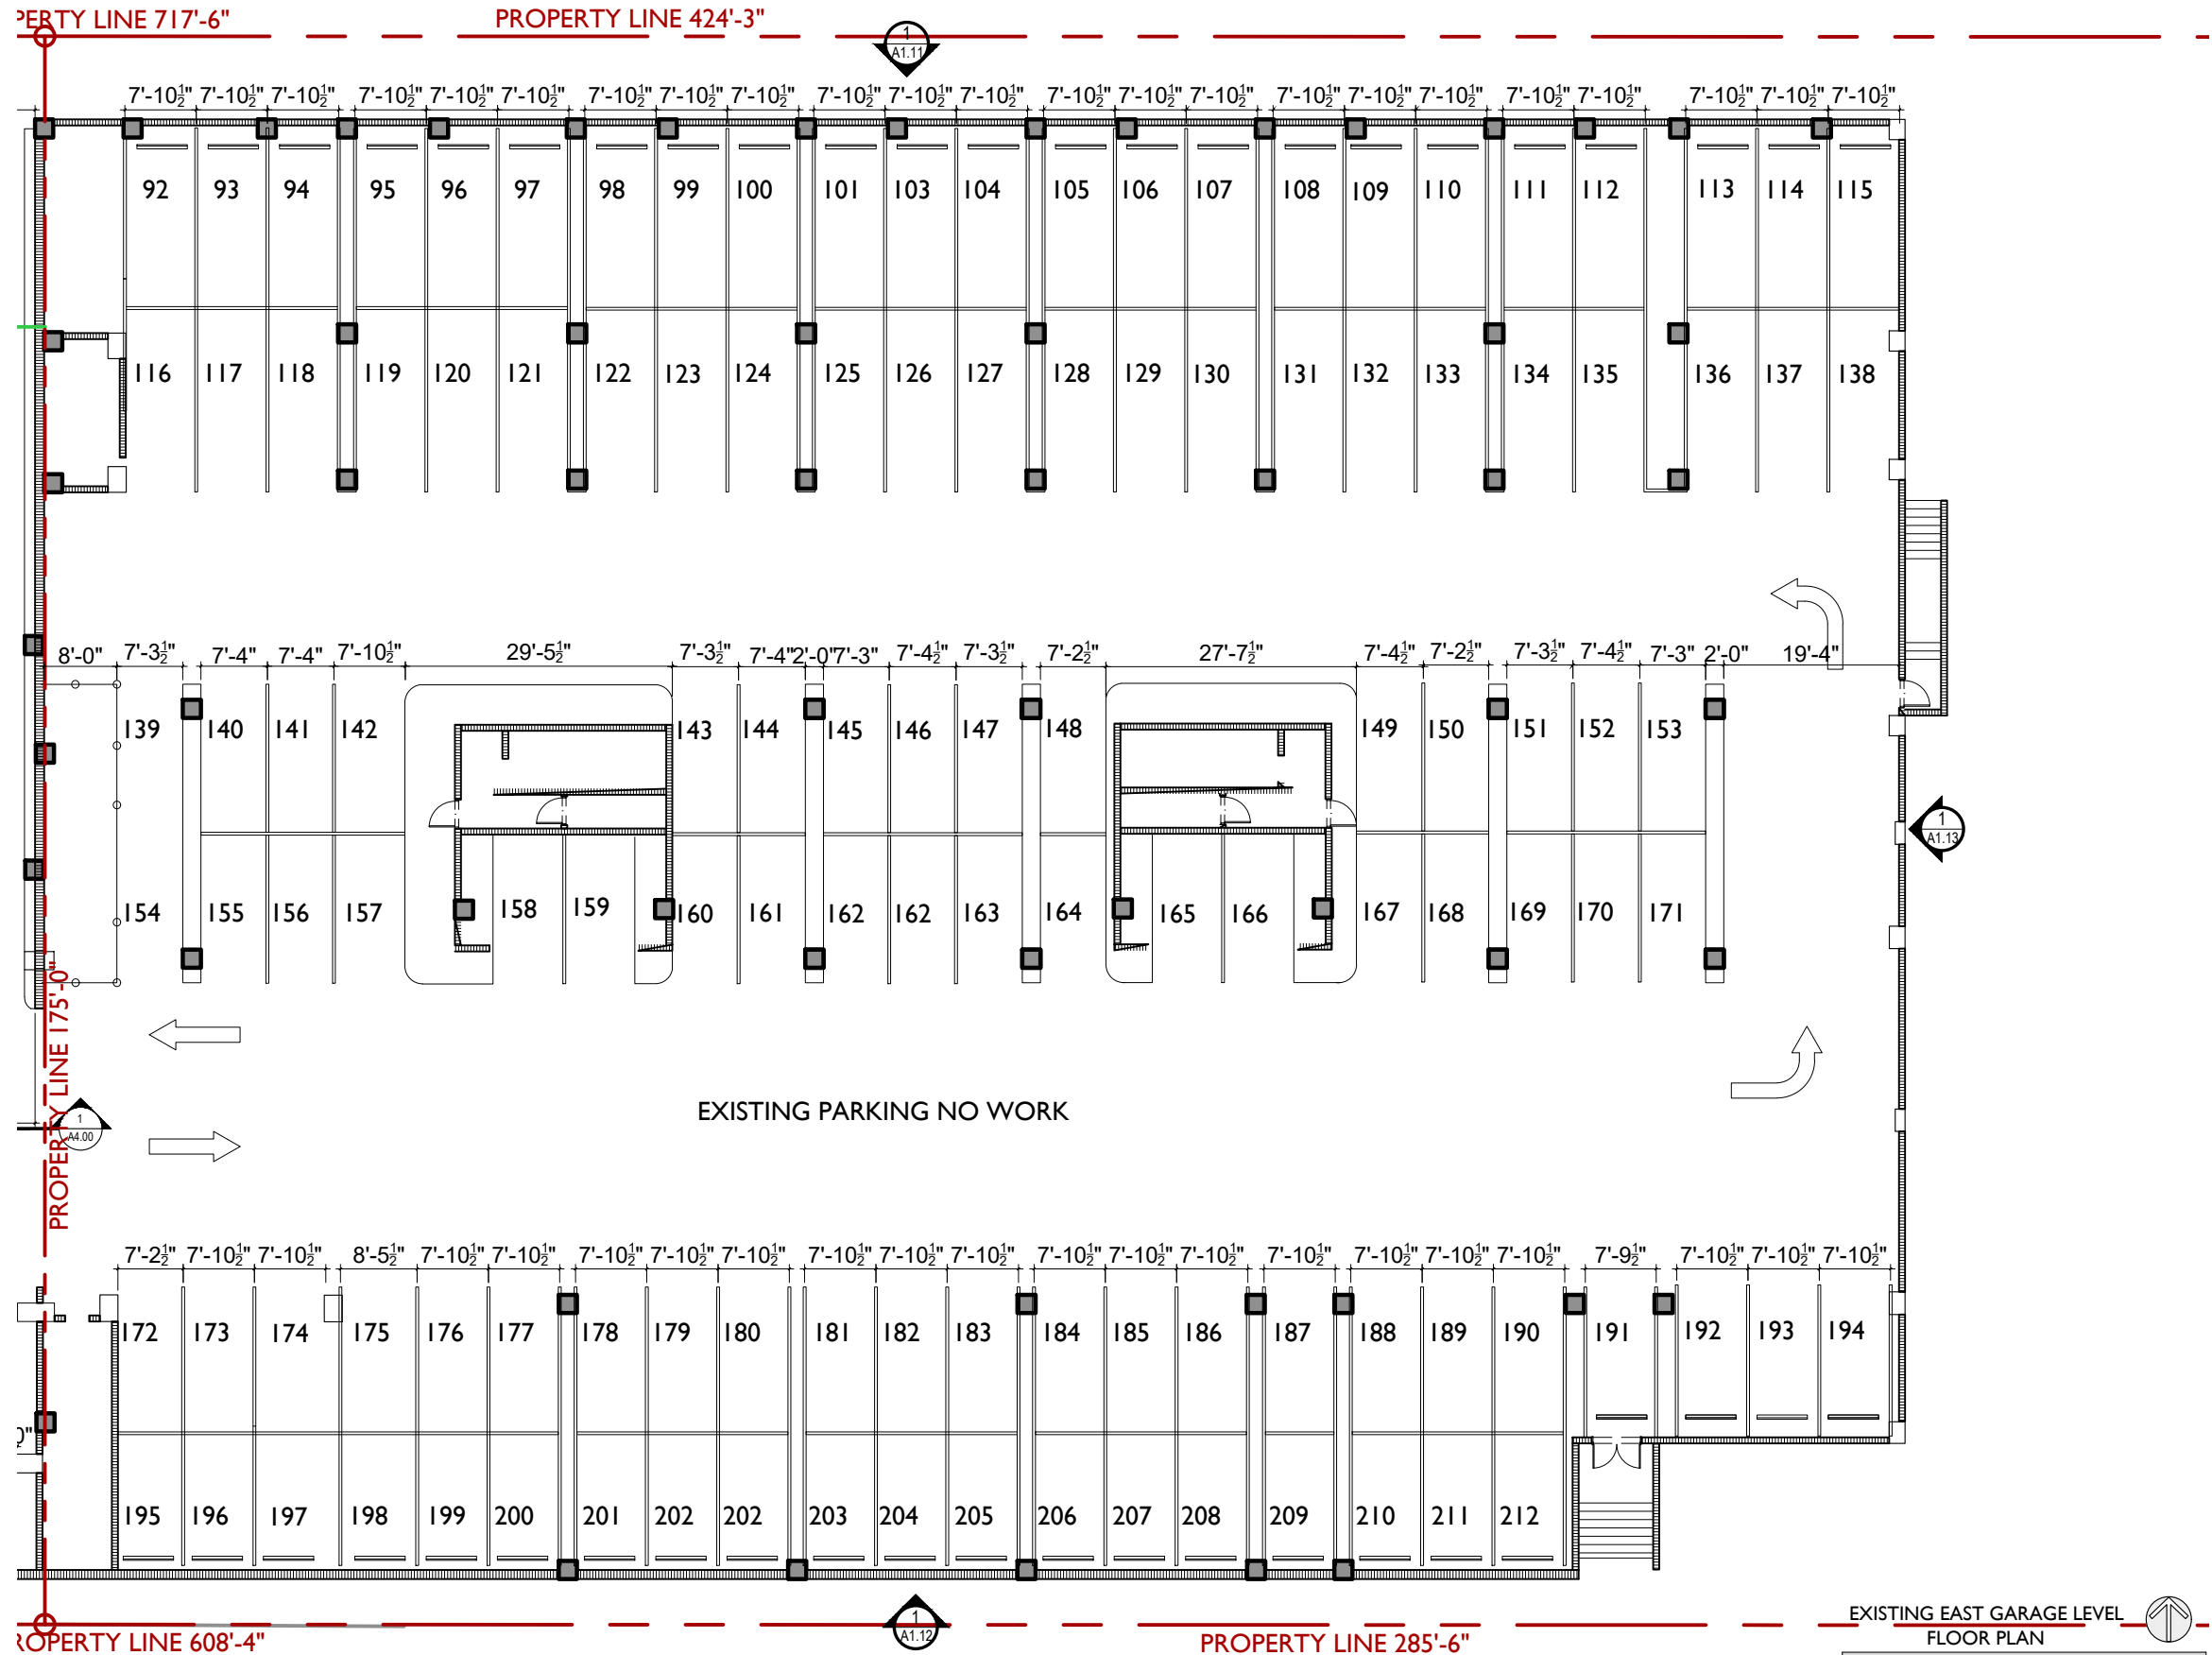 PERTY LINE 717'-6" PROPERTY LINE 424'-3"
1
A1.11
7'-10½" 7'-10½" 7'-10½" 7'-10½" 7'-10½" 7'-10½" 7'-10½" 7'-10½" 7'-10½" 7'-10½" 7'-10½" 7'-10½" 7'-10½" 7'-10½" 7'-10½" 7'-10½" 7'-10½" 7'-10½" 7'-10½" 7'-10½" 7'-10½" 7'-10½" 7'-10½"
92 93 94 95 96 97 98 99 100 101 103 104 105 106 107 108 109 110 111 112 113 114 115
116 117 118 119 120 121 122 123 124 125 126 127 128 129 130 131 132 133 134 135 136 137 138
8'-0" 7'-3½" 7'-4" 7'-4" 7'-10½" 29'-5½" 7'-3½" 7'-4" 2'-0" 7'-3" 7'-4½" 7'-3½" 7'-2½" 27'-7½" 7'-4½" 7'-2½" 7'-3½" 7'-4½" 7'-3" 2'-0" 19'-4"
139 140 141 142 143 144 145 146 147 148 149 150 151 152 153
1
A1.13
154 155 156 157 158 159 160 161 162 162 163 164 165 166 167 168 169 170 171
PROPERTY LINE 175'-0"
EXISTING PARKING NO WORK
1
A4.00
7'-2½" 7'-10½" 7'-10½" 8'-5½" 7'-10½" 7'-10½" 7'-10½" 7'-10½" 7'-10½" 7'-10½" 7'-10½" 7'-10½" 7'-10½" 7'-10½" 7'-10½" 7'-10½" 7'-10½" 7'-10½" 7'-10½" 7'-9½" 7'-10½" 7'-10½" 7'-10½"
172 173 174 175 176 177 178 179 180 181 182 183 184 185 186 187 188 189 190 191 192 193 194
0"
195 196 197 198 199 200 201 202 202 203 204 205 206 207 208 209 210 211 212
1
A1.12
ROPERTY LINE 608'-4" PROPERTY LINE 285'-6"
EXISTING EAST GARAGE LEVEL
FLOOR PLAN